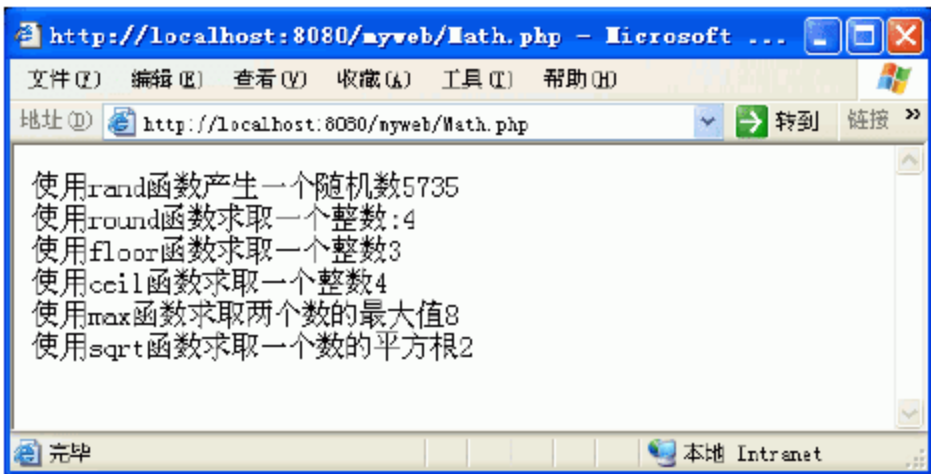 http://localhost:8080/myweb/Math.php - Microsoft ...
文件(F) 编辑(E) 查看(V) 收藏(A) 工具(T) 帮助(H)
地址(D) http://localhost:8080/myweb/Math.php 转到 链接 »
使用rand函数产生一个随机数5735
使用round函数求取一个整数:4
使用floor函数求取一个整数3
使用ceil函数求取一个整数4
使用max函数求取两个数的最大值8
使用sqrt函数求取一个数的平方根2
完毕 本地 Intranet